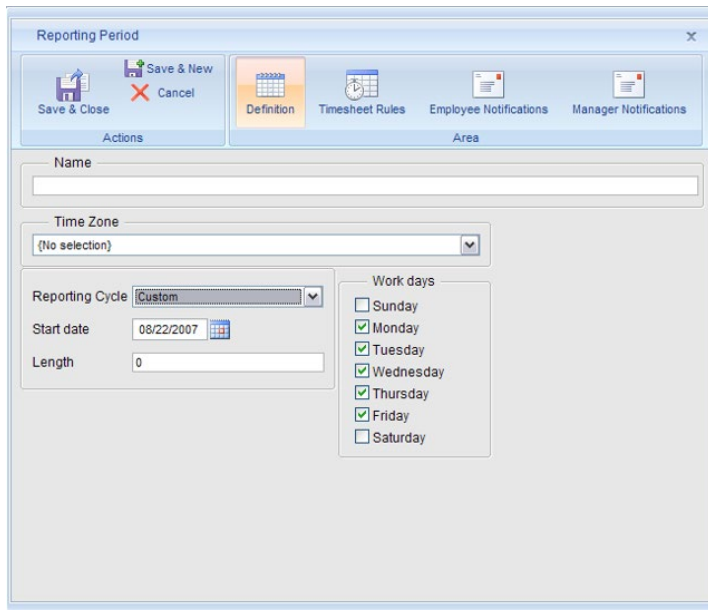 Reporting Period
Save & Close
Save & New
Cancel
Actions
Definition
Timesheet Rules
Employee Notifications
Manager Notifications
Area
Name
Time Zone
{No selection}
Reporting Cycle Custom
Start date 08/22/2007
Length 0
Work days
Sunday
Monday
Tuesday
Wednesday
Thursday
Friday
Saturday